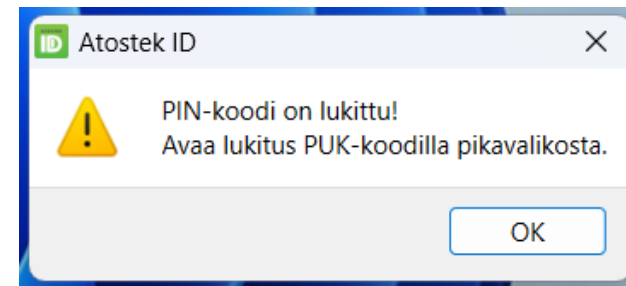 Atostek ID
PIN-koodi on lukittu!
Avaa lukitus PUK-koodilla pikavalikosta.
OK